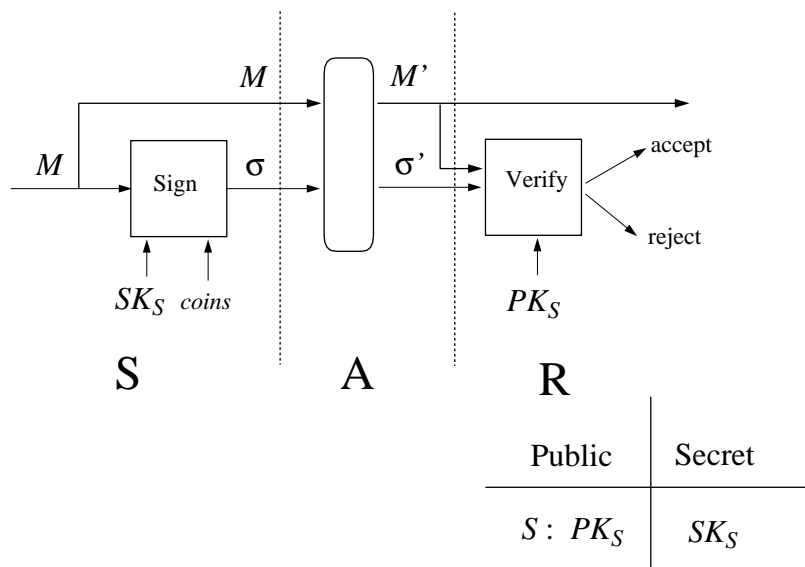 M M’
M Sign σ σ’ Verify accept
reject
SK_S coins PK_S
S A R
Public Secret
S : PK_S SK_S